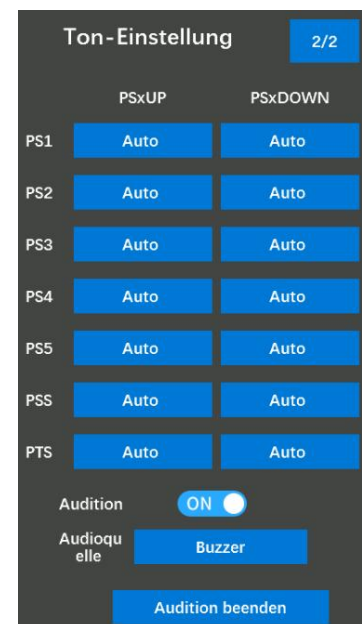 Ton-Einstellung 2/2
PSxUP PSxDOWN
PS1 Auto Auto
PS2 Auto Auto
PS3 Auto Auto
PS4 Auto Auto
PS5 Auto Auto
PSS Auto Auto
PTS Auto Auto
Audition ON
Audioqu
elle Buzzer
Audition beenden